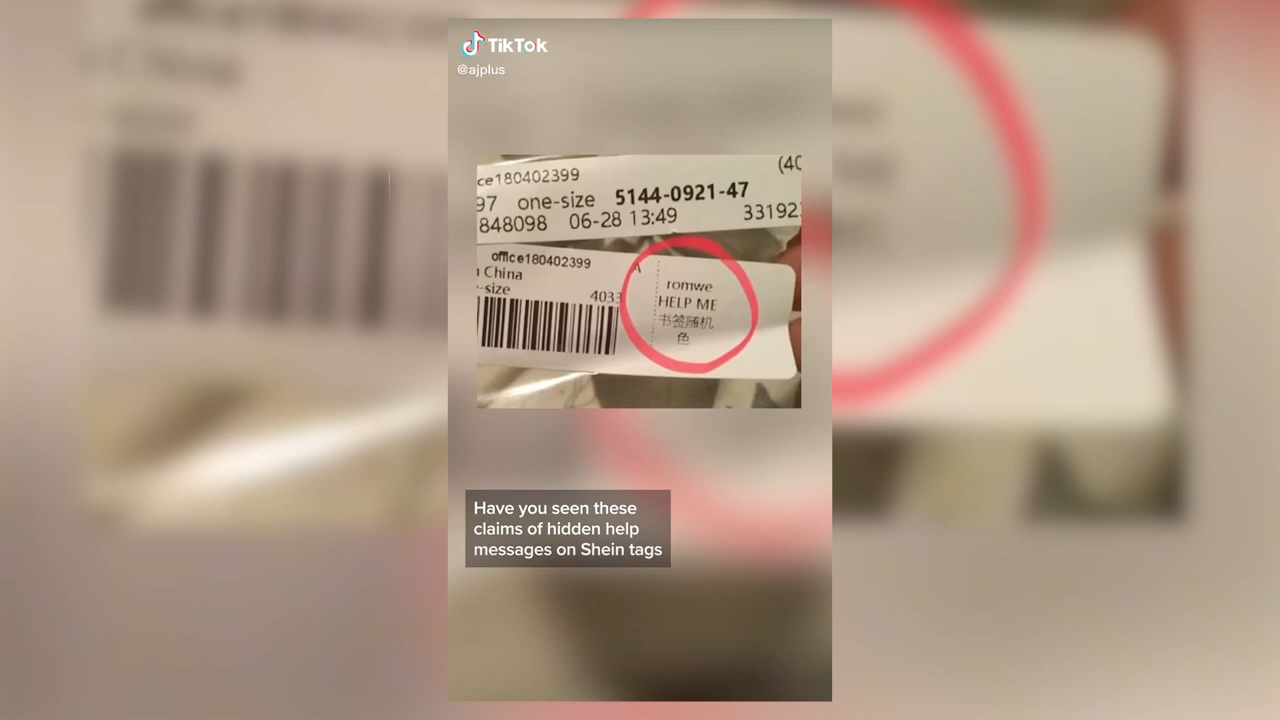 TikTok
@ajplus
ce180402399
(40
97 one-size 5144-0921-47
848098 06-28 13:49 33192
office180402399
A
China
-size
4033
romwe
HELP ME
书签随机
色
Have you seen these
claims of hidden help
messages on Shein tags